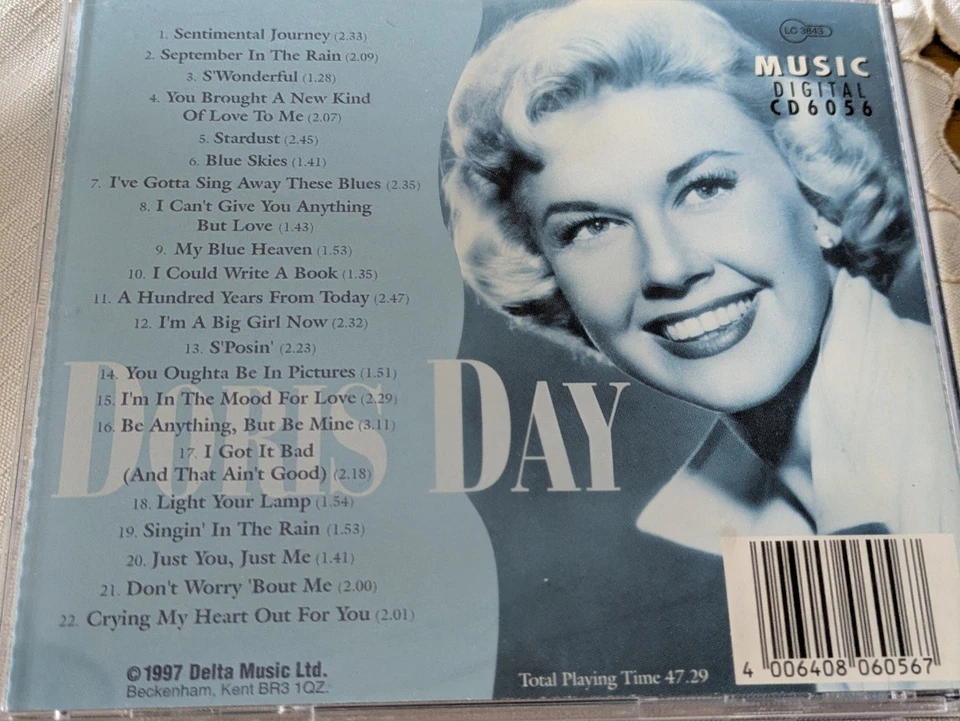 1. Sentimental Journey (2.33)
2. September In The Rain (2.09)
3. S'Wonderful (1.28)
4. You Brought A New Kind
Of Love To Me (2.07)
5. Stardust (2.45)
6. Blue Skies (1.41)
7. I've Gotta Sing Away These Blues (2.35)
8. I Can't Give You Anything
But Love (1.43)
9. My Blue Heaven (1.53)
10. I Could Write A Book (1.35)
11. A Hundred Years From Today (2.47)
12. I'm A Big Girl Now (2.32)
13. S'Posin' (2.23)
14. You Oughta Be In Pictures (1.51)
15. I'm In The Mood For Love (2.29)
16. Be Anything, But Be Mine (3.11)
17. I Got It Bad
(And That Ain't Good) (2.18)
18. Light Your Lamp (1.54)
19. Singin' In The Rain (1.53)
20. Just You, Just Me (1.41)
21. Don't Worry 'Bout Me (2.00)
22. Crying My Heart Out For You (2.01)
©1997 Delta Music Ltd.
Beckenham, Kent BR3 1QZ.
DORIS DAY
LC 3843
MUSIC
DIGITAL
CD6056
Total Playing Time 47.29
4 006408 060567